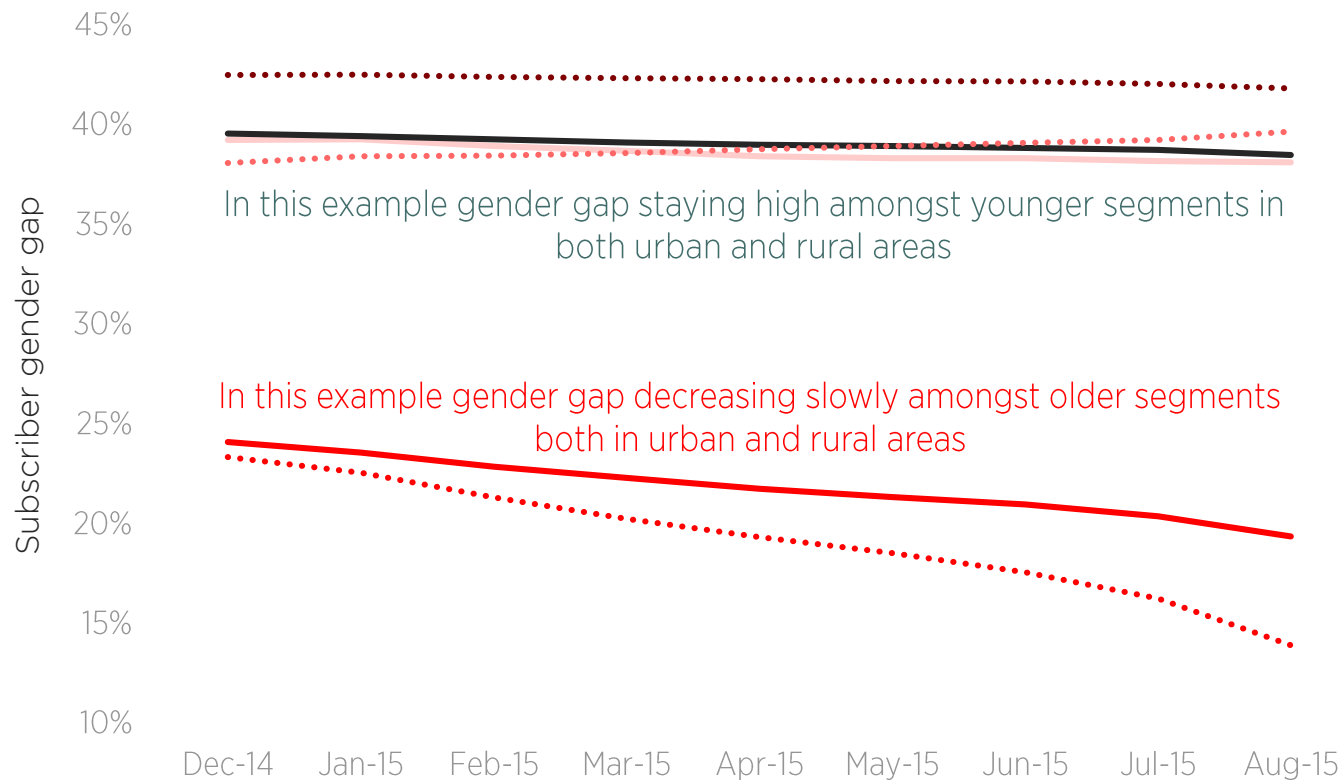 45%
40%
35%
30%
25%
20%
15%
10%
Subscriber gender gap
In this example gender gap staying high amongst younger segments in
both urban and rural areas
In this example gender gap decreasing slowly amongst older segments
both in urban and rural areas
Dec-14 Jan-15 Feb-15 Mar-15 Apr-15 May-15 Jun-15 Jul-15 Aug-15